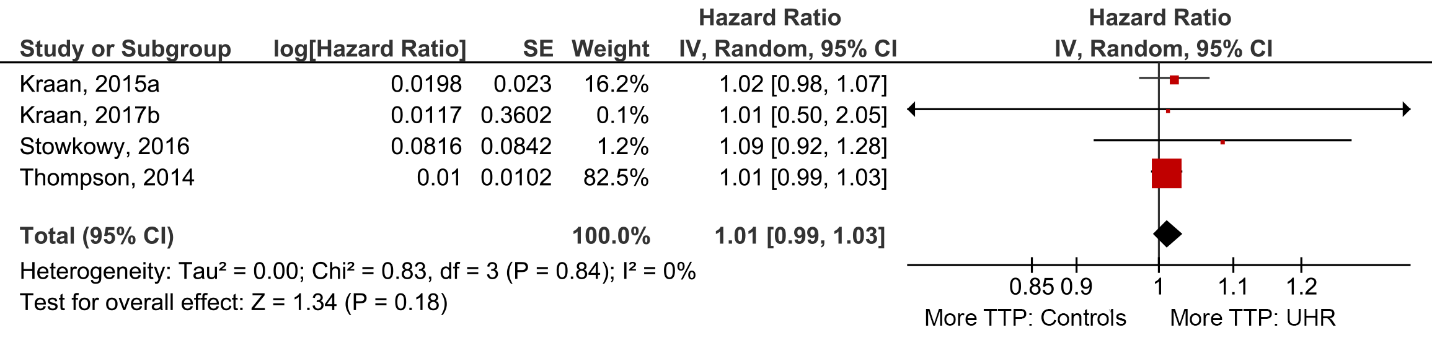 Hazard Ratio Hazard Ratio
Study or Subgroup log[Hazard Ratio] SE Weight IV, Random, 95% CI IV, Random, 95% CI
Kraan, 2015a 0.0198 0.023 16.2% 1.02 [0.98, 1.07]
Kraan, 2017b 0.0117 0.3602 0.1% 1.01 [0.50, 2.05]
Stowkowy, 2016 0.0816 0.0842 1.2% 1.09 [0.92, 1.28]
Thompson, 2014 0.01 0.0102 82.5% 1.01 [0.99, 1.03]
Total (95% CI) 100.0% 1.01 [0.99, 1.03]
Heterogeneity: Tau² = 0.00; Chi² = 0.83, df = 3 (P = 0.84); I² = 0%
Test for overall effect: Z = 1.34 (P = 0.18)
0.85 0.9 1 1.1 1.2
More TTP: Controls More TTP: UHR